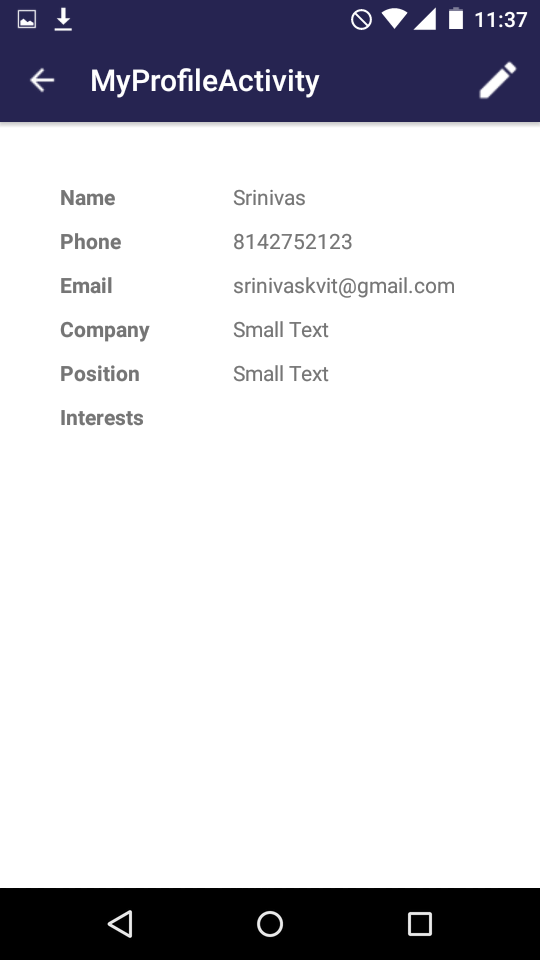 11:37
MyProfileActivity
Name Srinivas
Phone 8142752123
Email srinivaskvit@gmail.com
Company Small Text
Position Small Text
Interests